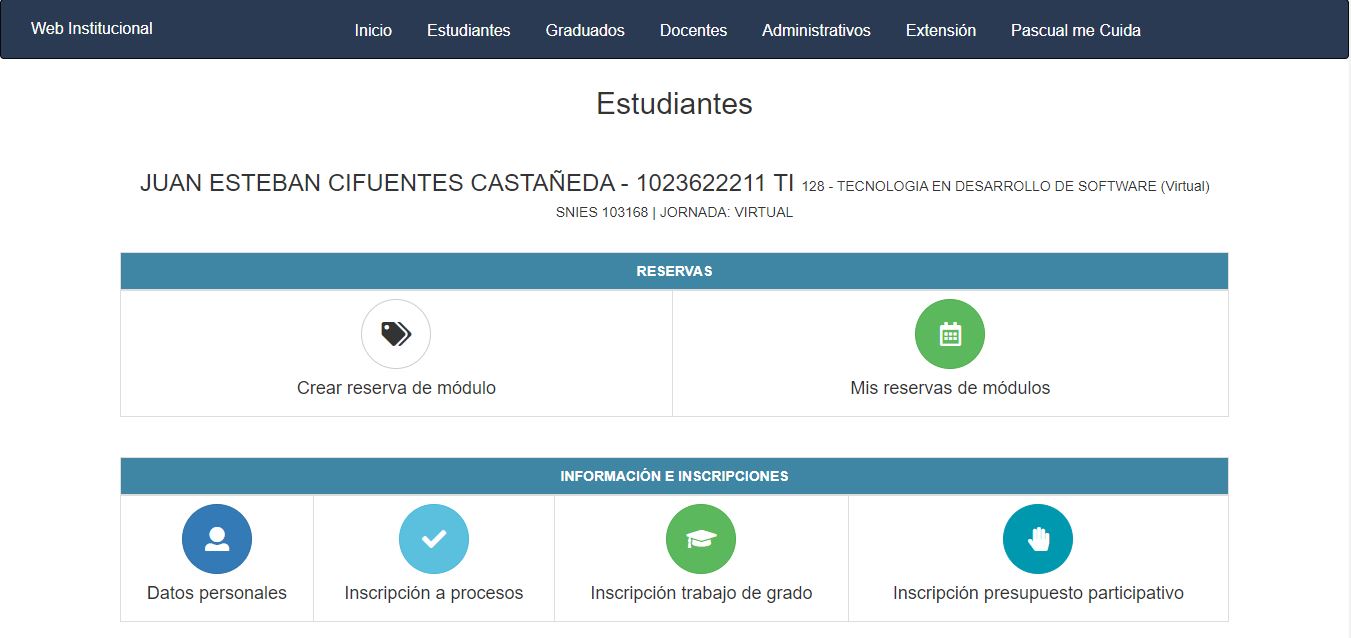 Web Institucional
Inicio Estudiantes Graduados Docentes Administrativos Extensión Pascual me Cuida
Estudiantes
JUAN ESTEBAN CIFUENTES CASTAÑEDA - 1023622211 TI 128 - TECNOLOGIA EN DESARROLLO DE SOFTWARE (Virtual)
SNIES 103168 | JORNADA: VIRTUAL
RESERVAS
Crear reserva de módulo
Mis reservas de módulos
INFORMACIÓN E INSCRIPCIONES
Datos personales
Inscripción a procesos
Inscripción trabajo de grado
Inscripción presupuesto participativo